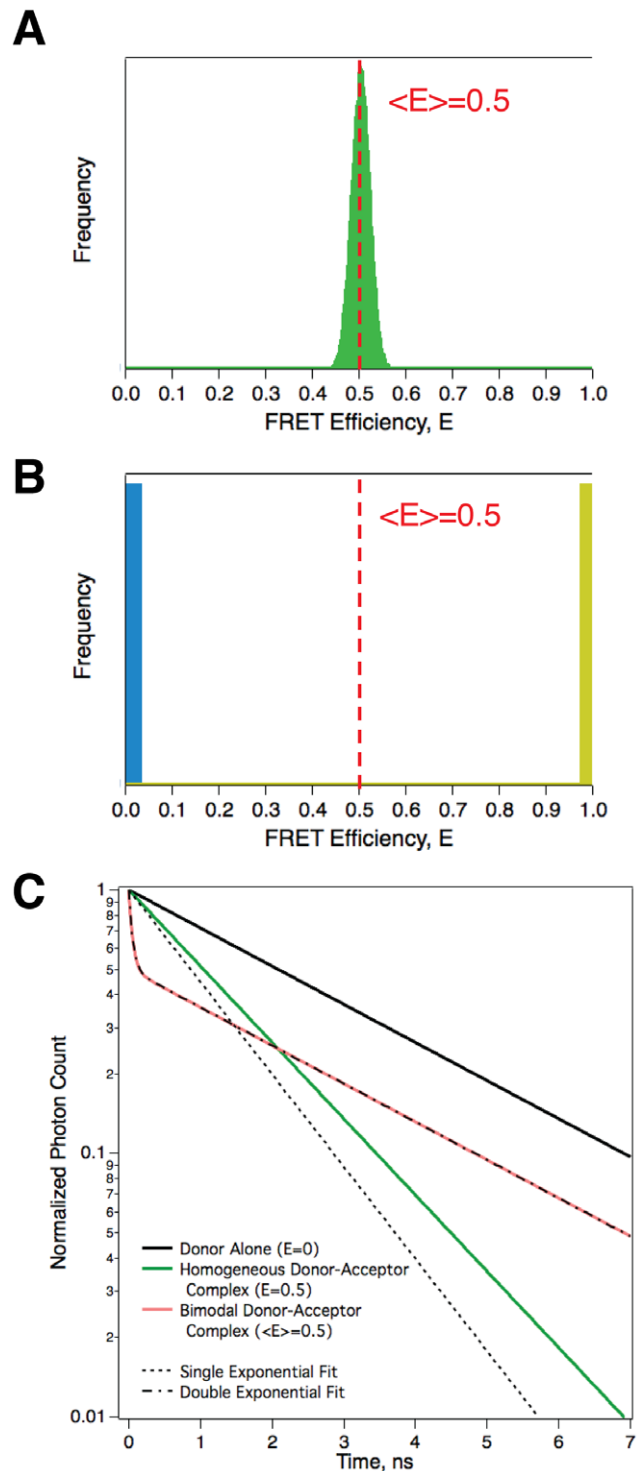 A
<E>=0.5
Frequency
0.0 0.1 0.2 0.3 0.4 0.5 0.6 0.7 0.8 0.9 1.0
FRET Efficiency, E
B
<E>=0.5
Frequency
0.0 0.1 0.2 0.3 0.4 0.5 0.6 0.7 0.8 0.9 1.0
FRET Efficiency, E
C
1
9
8
7
6
5
4
3
2
0.1
9
8
7
6
5
4
3
2
0.01
Normalized Photon Count
Donor Alone (E=0)
Homogeneous Donor-Acceptor
Complex (E=0.5)
Bimodal Donor-Acceptor
Complex (<E>=0.5)
Single Exponential Fit
Double Exponential Fit
0 1 2 3 4 5 6 7
Time, ns